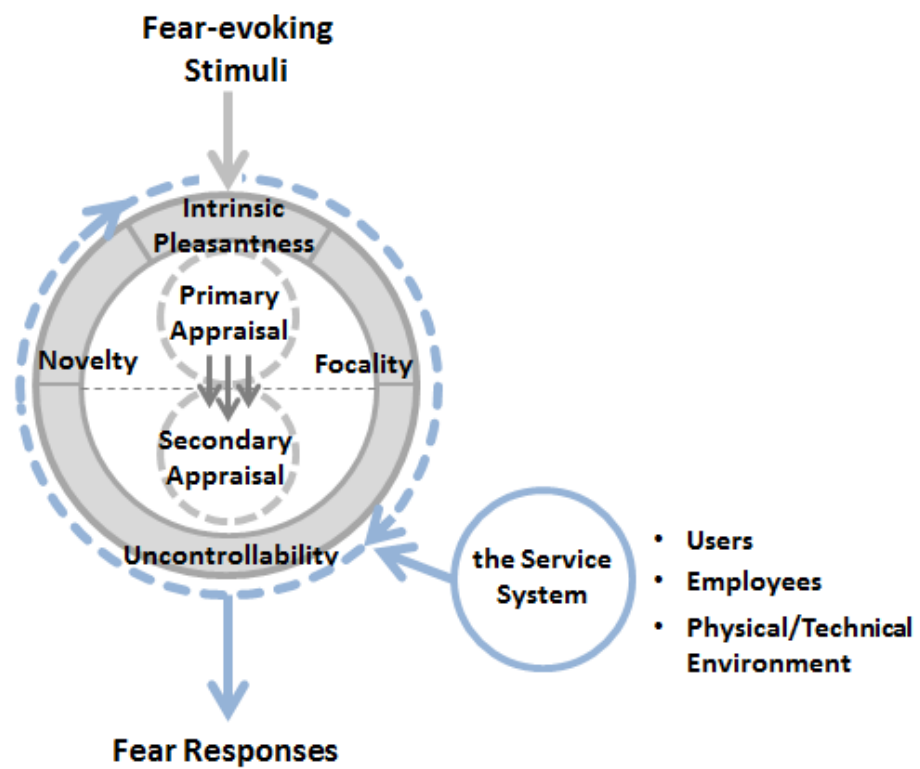 Fear-evoking
Stimuli
Intrinsic
Pleasantness
Primary
Appraisal
Novelty
Focality
Secondary
Appraisal
Uncontrollability
the Service
System
• Users
• Employees
• Physical/Technical
Environment
Fear Responses